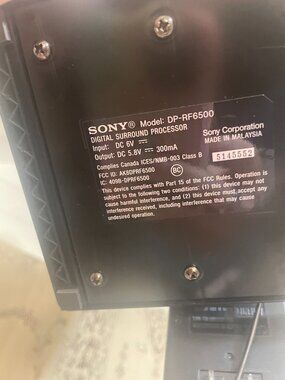 SONY® Model: DP-RF6500
DIGITAL SURROUND PROCESSOR
Input: DC 6V
Output: DC 5.8V 300mA
Sony Corporation
MADE IN MALAYSIA
Complies Canada ICES/NMB-003 Class B
5145552
FCC ID: AK8DPRF6500
IC: 409B-DPRF6500
BC
This device complies with Part 15 of the FCC Rules. Operation is
subject to the following two conditions: (1) this device may not
cause harmful interference, and (2) this device must accept any
interference received, including interference that may cause
undesired operation.